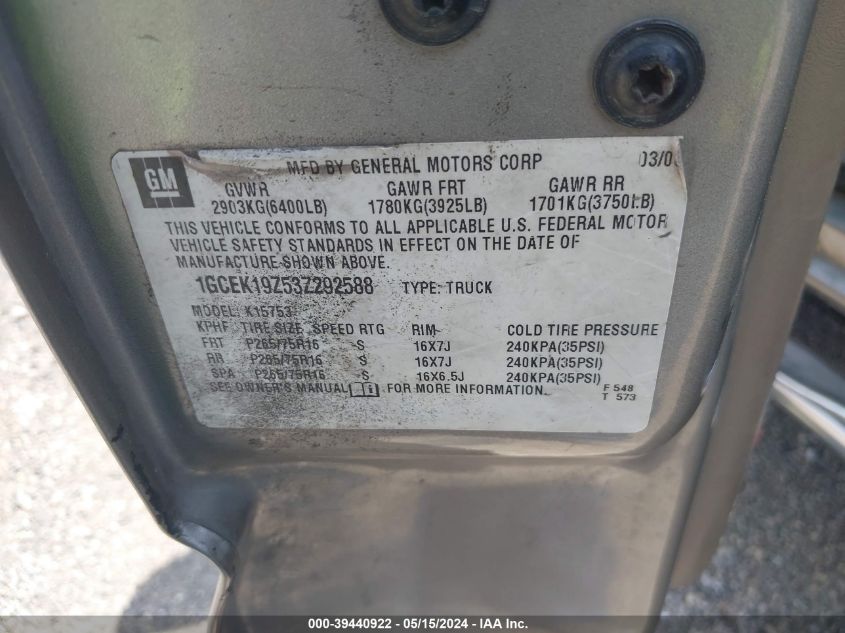 GM
MFD BY GENERAL MOTORS CORP 03/0
GVWR GAWR FRT GAWR RR
2903KG(6400LB) 1780KG(3925LB) 1701KG(3750LB)
THIS VEHICLE CONFORMS TO ALL APPLICABLE U.S. FEDERAL MOTOR
VEHICLE SAFETY STANDARDS IN EFFECT ON THE DATE OF
MANUFACTURE SHOWN ABOVE.
1GCEK19Z53Z292588 TYPE: TRUCK
MODEL: K15753
KPHF TIRE SIZE SPEED RTG RIM COLD TIRE PRESSURE
FRT P265/75R16 S 16X7J 240KPA(35PSI)
RR P265/75R16 S 16X7J 240KPA(35PSI)
SPA P265/75R16 S 16X6.5J 240KPA(35PSI)
SEE OWNER'S MANUAL FOR MORE INFORMATION. F 548
T 573
000-39440922 - 05/15/2024 - IAAI Copart, Inc.